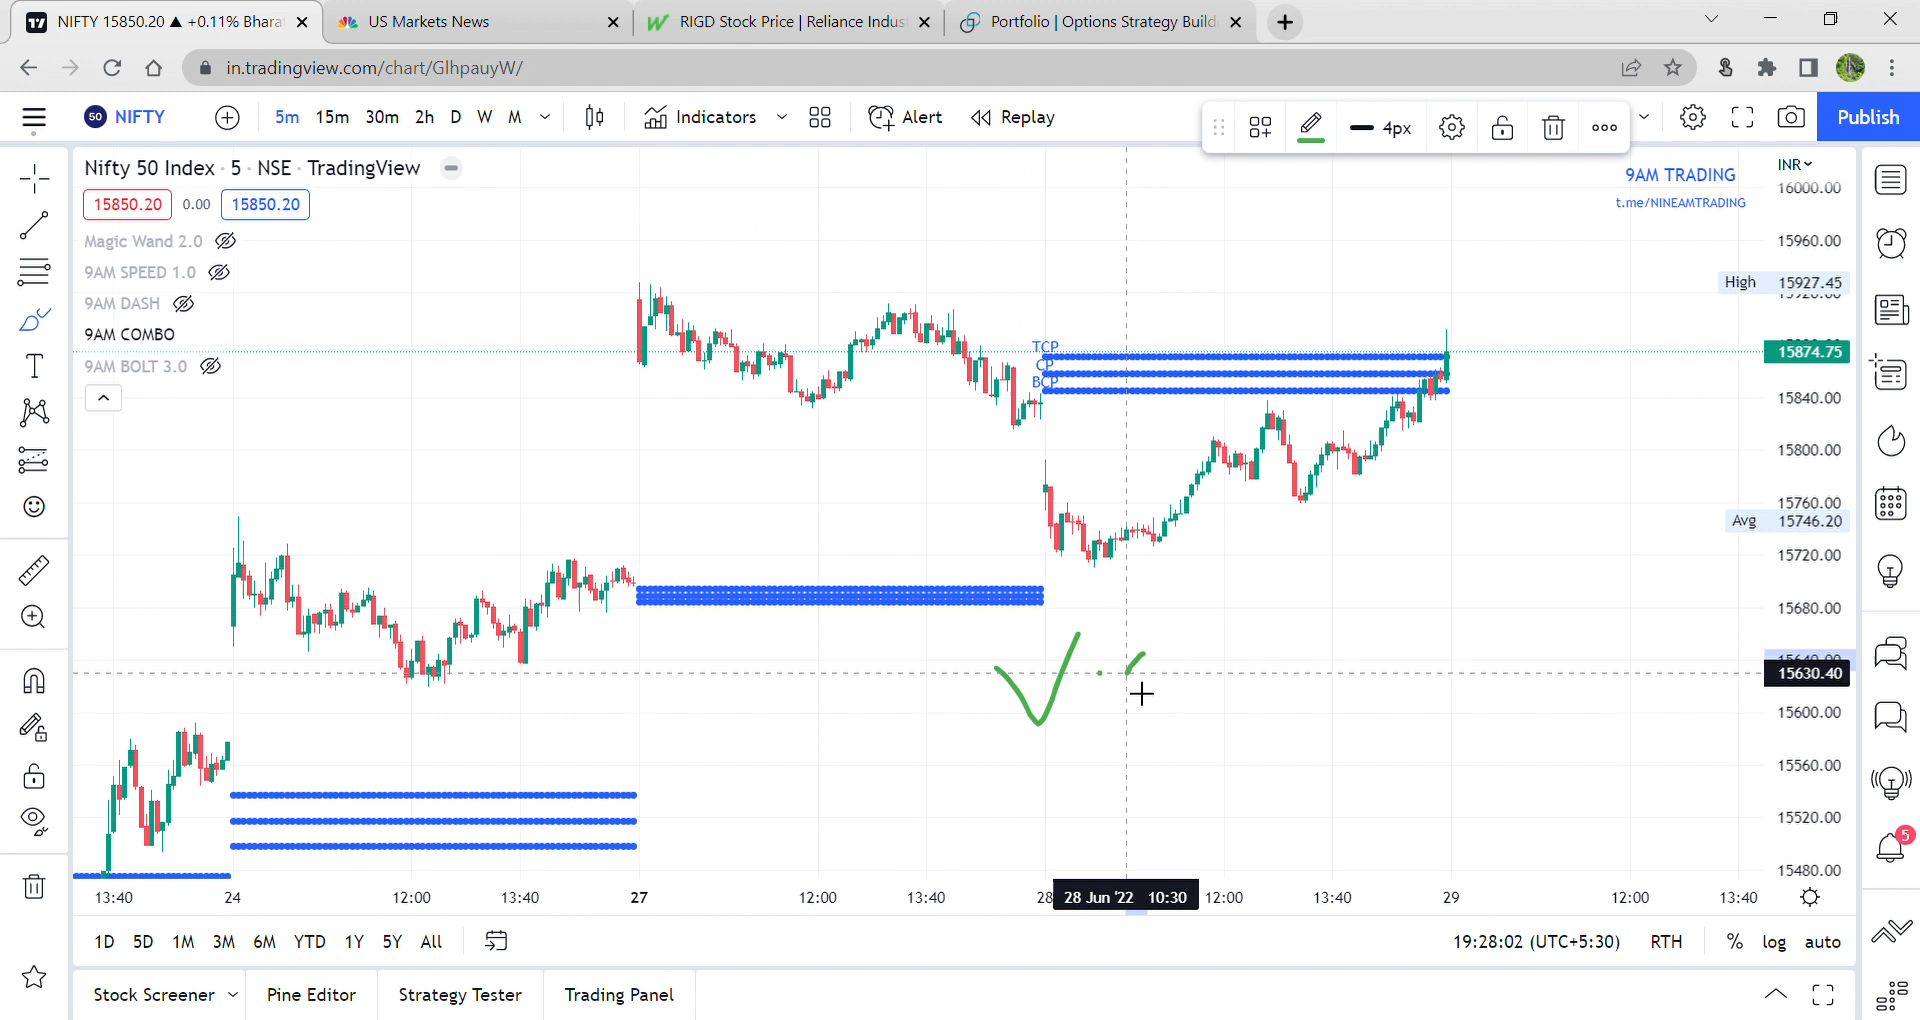 NIFTY 15850.20 ▲ +0.11% Bharat
US Markets News
RIGD Stock Price | Reliance Indus
Portfolio | Options Strategy Build
in.tradingview.com/chart/GlhpauyW/
50 NIFTY 5m 15m 30m 2h D W M Indicators Alert Replay 4px Publish
Nifty 50 Index · 5 · NSE · TradingView
15850.20 0.00 15850.20
Magic Wand 2.0
9AM SPEED 1.0
9AM DASH
9AM COMBO
9AM BOLT 3.0
9AM TRADING
t.me/NINEAMTRADING
TCP
CP
BCP
INR
16000.00
15960.00
High 15927.45
15920.00
15874.75
15840.00
15800.00
15760.00
Avg 15746.20
15720.00
15680.00
15640.00
15630.40
15600.00
15560.00
15520.00
15480.00
5
13:40 24 12:00 13:40 27 12:00 13:40 28 28 Jun '22 10:30 12:00 13:40 29 12:00 13:40
1D 5D 1M 3M 6M YTD 1Y 5Y All 19:28:02 (UTC+5:30) RTH % log auto
Stock Screener Pine Editor Strategy Tester Trading Panel